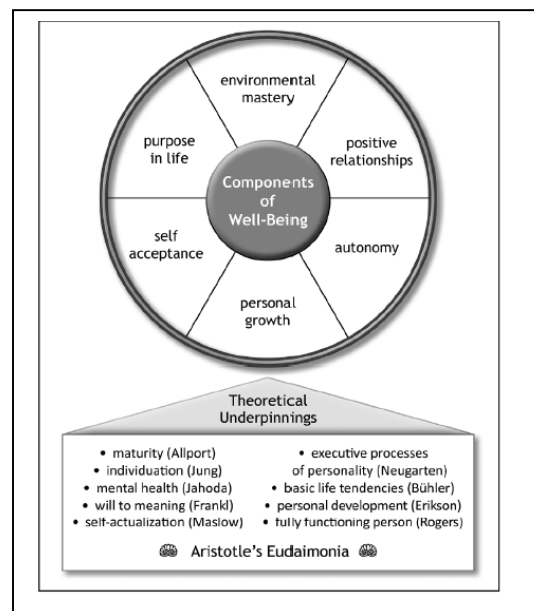 environmental
mastery
purpose
in life
positive
relationships
Components
of
Well-Being
self
acceptance
autonomy
personal
growth
Theoretical
Underpinnings
• maturity (Allport)
• individuation (Jung)
• mental health (Jahoda)
• will to meaning (Frankl)
• self-actualization (Maslow)
• executive processes
of personality (Neugarten)
• basic life tendencies (Bühler)
• personal development (Erikson)
• fully functioning person (Rogers)
Aristotle's Eudaimonia